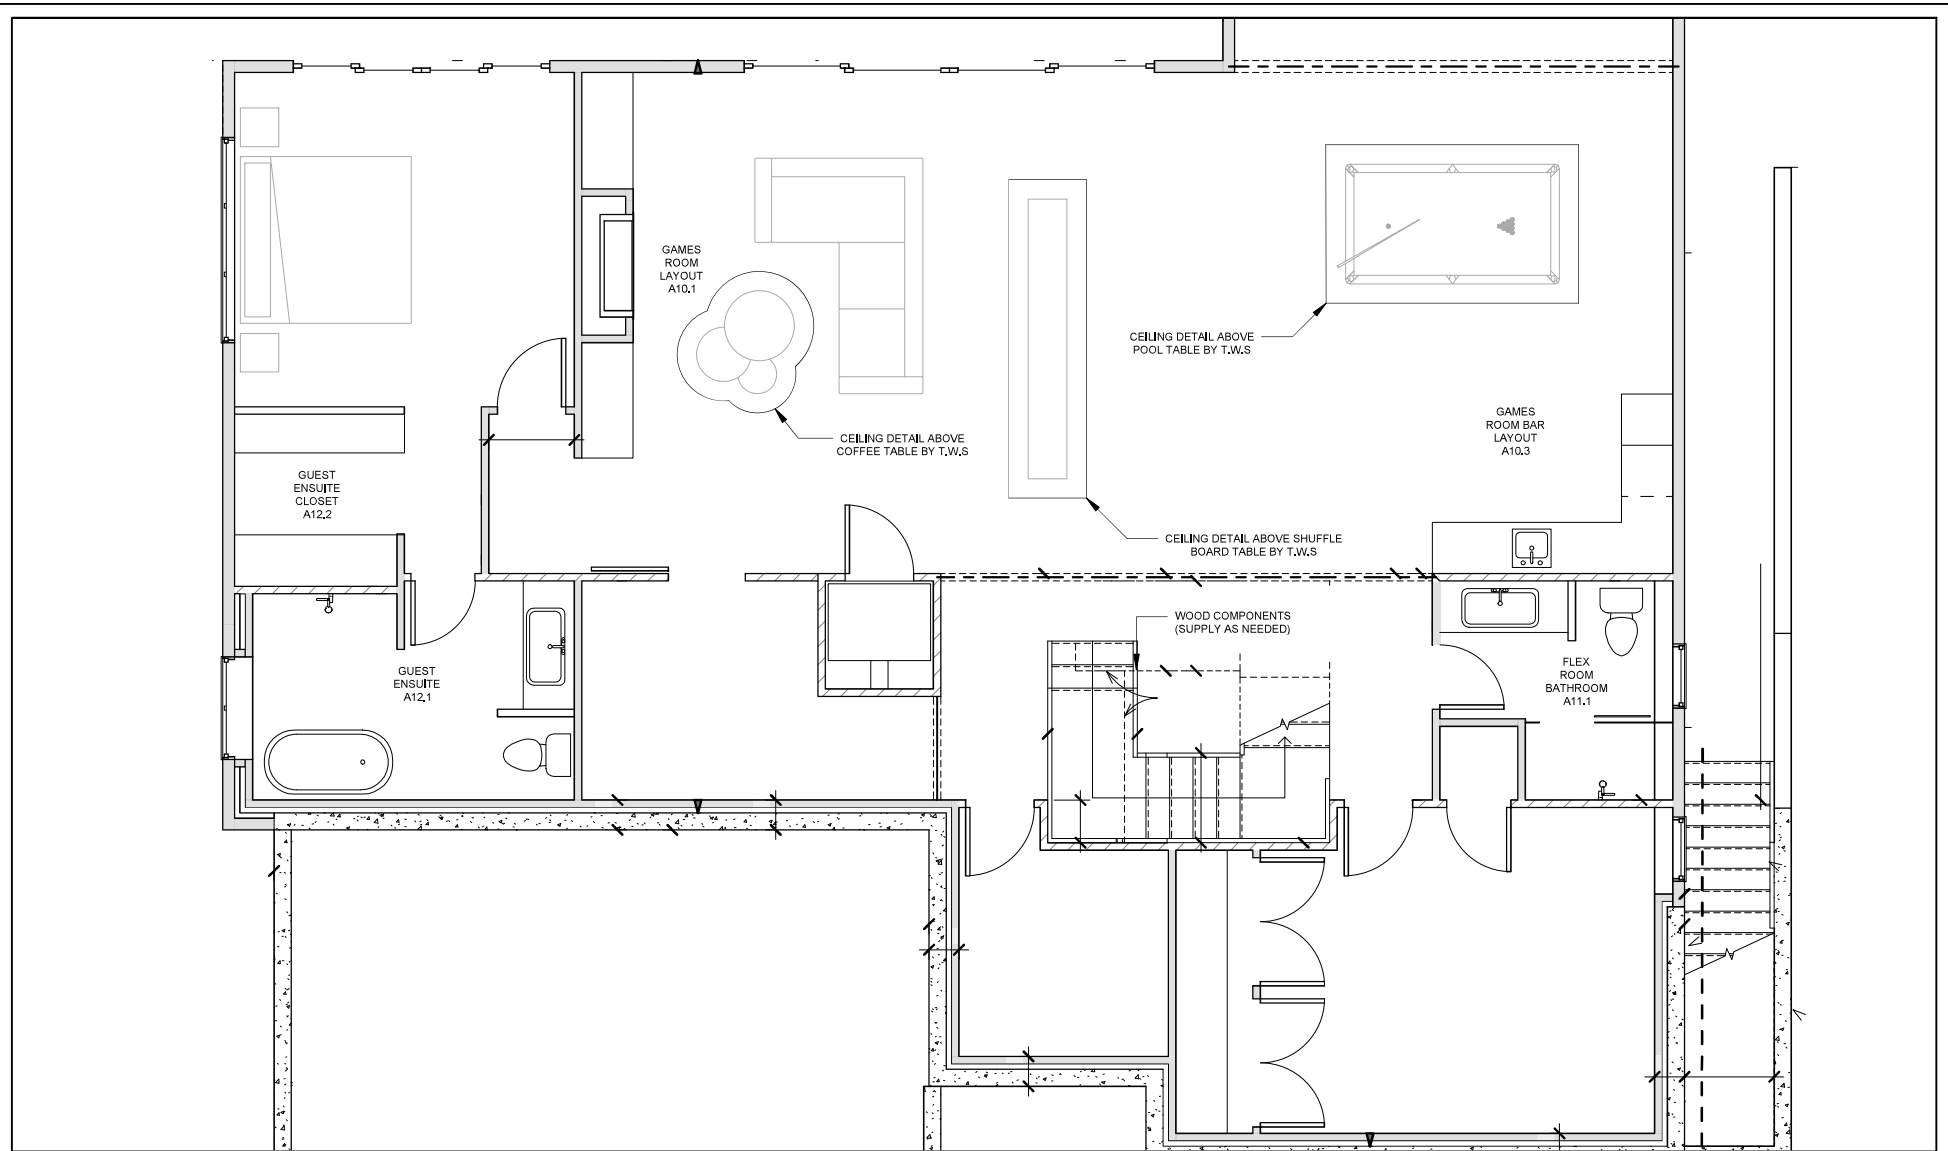 GAMES
ROOM
LAYOUT
A10.1
CEILING DETAIL ABOVE
POOL TABLE BY T.W.S
CEILING DETAIL ABOVE
COFFEE TABLE BY T.W.S
GAMES
ROOM BAR
LAYOUT
A10.3
GUEST
ENSUITE
CLOSET
A12.2
CEILING DETAIL ABOVE SHUFFLE
BOARD TABLE BY T.W.S
WOOD COMPONENTS
(SUPPLY AS NEEDED)
GUEST
ENSUITE
A12.1
FLEX
ROOM
BATHROOM
A11.1